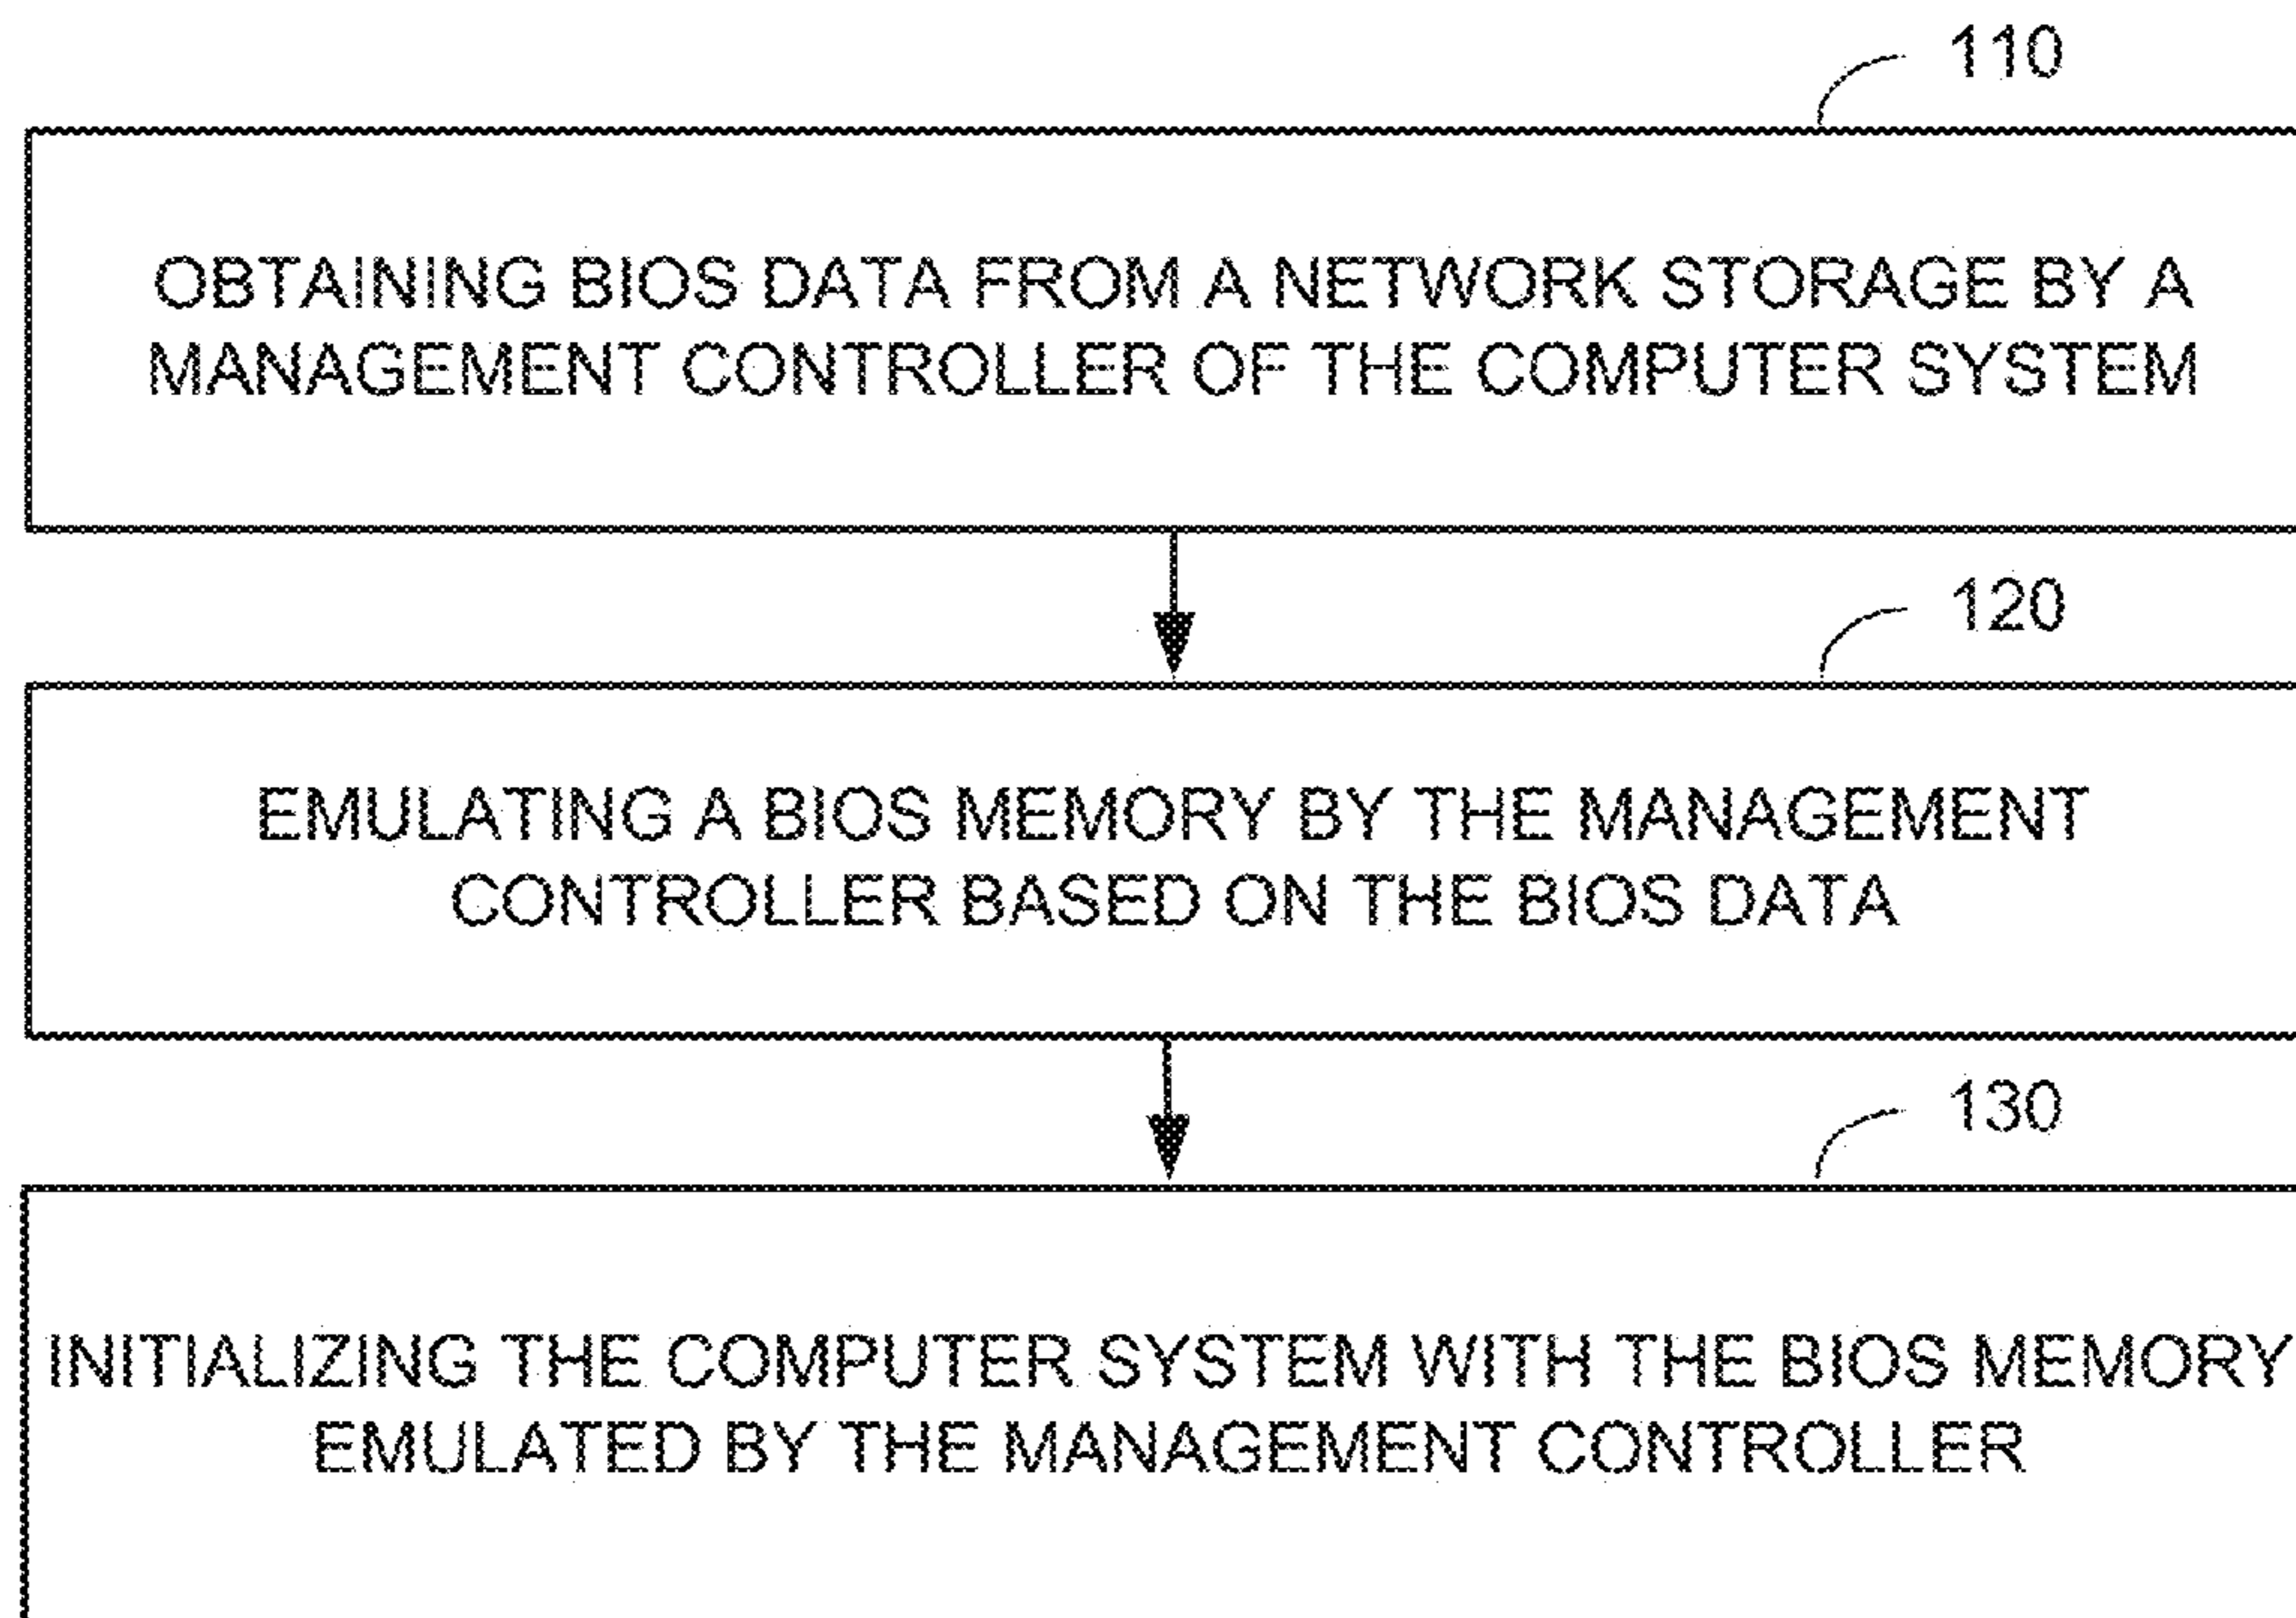 110
OBTAINING BIOS DATA FROM A NETWORK STORAGE BY A
MANAGEMENT CONTROLLER OF THE COMPUTER SYSTEM
120
EMULATING A BIOS MEMORY BY THE MANAGEMENT
CONTROLLER BASED ON THE BIOS DATA
130
INITIALIZING THE COMPUTER SYSTEM WITH THE BIOS MEMORY
EMULATED BY THE MANAGEMENT CONTROLLER